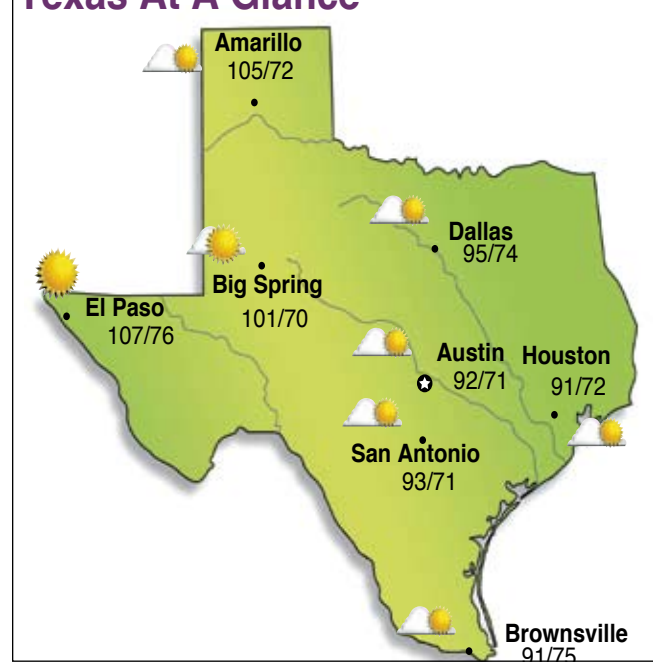 Texas At A Glance
Amarillo
105/72
Dallas
95/74
Big Spring
101/70
El Paso
107/76
Austin
92/71
Houston
91/72
San Antonio
93/71
Brownsville
91/75